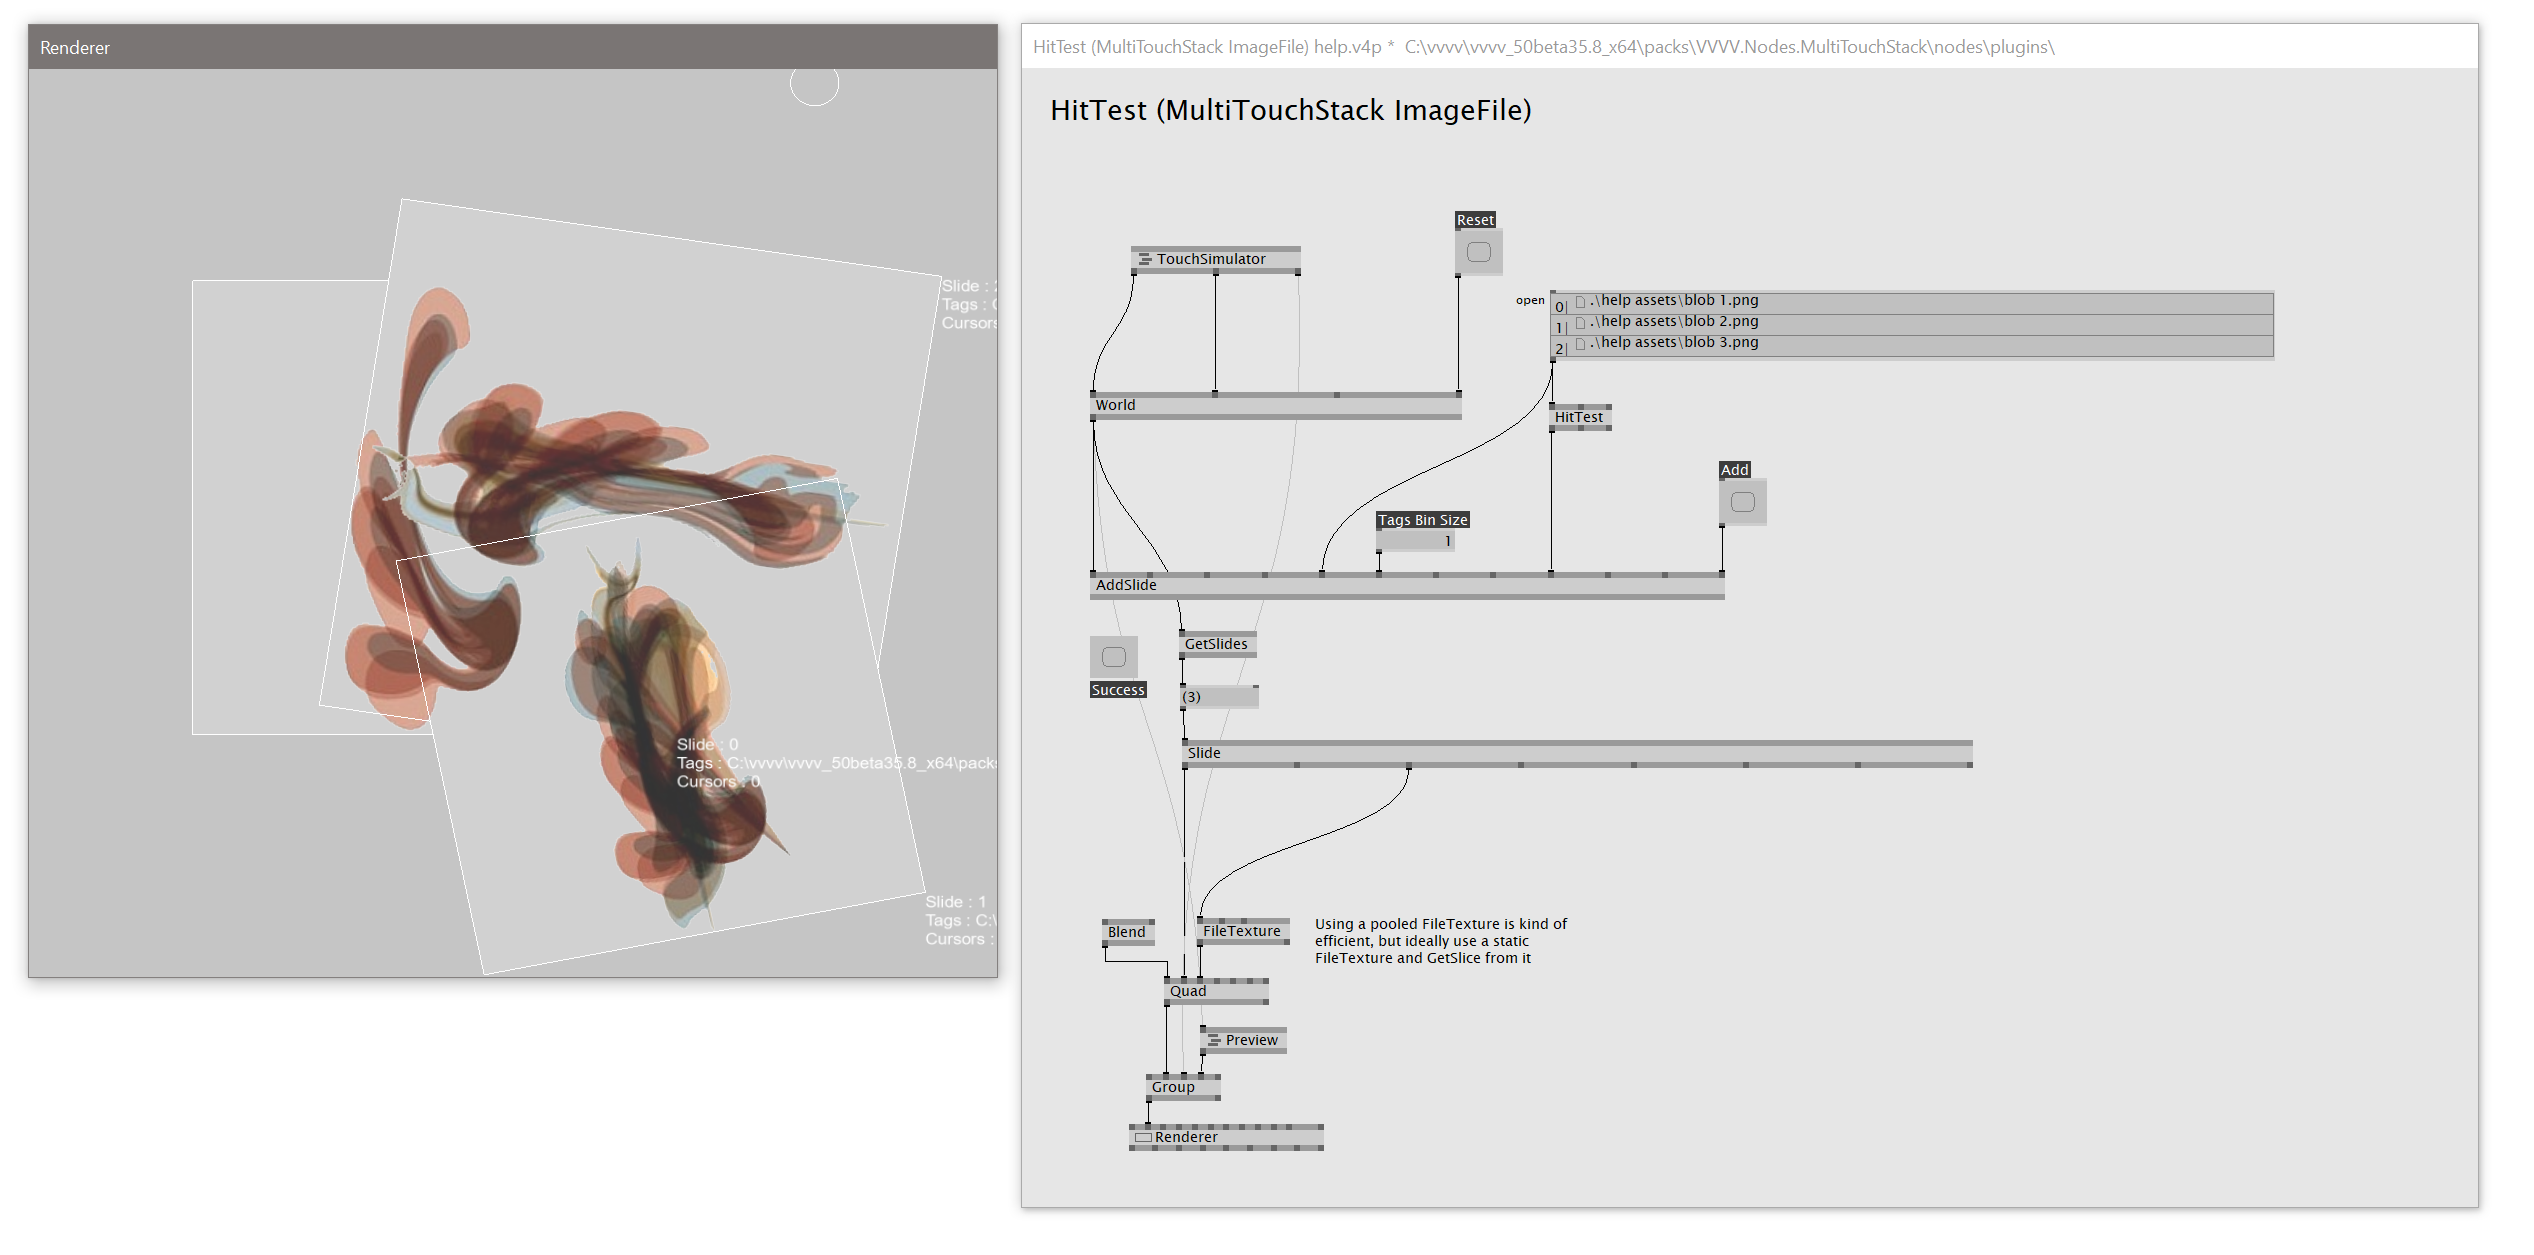 Renderer
Slide : 2
Tags : C
Cursors
Slide : 0
Tags : C:\vvvv\vvvv_50beta35.8_x64\packs
Cursors : 0
Slide : 1
Tags : C:\
Cursors :
HitTest (MultiTouchStack ImageFile) help.v4p *  C:\vvvv\vvvv_50beta35.8_x64\packs\VVVV.Nodes.MultiTouchStack\nodes\plugins\
HitTest (MultiTouchStack ImageFile)
Reset
TouchSimulator
open
0| .\help assets\blob 1.png
1| .\help assets\blob 2.png
2| .\help assets\blob 3.png
World
HitTest
Add
Tags Bin Size
1
AddSlide
GetSlides
Success
(3)
Slide
Blend
FileTexture
Using a pooled FileTexture is kind of
efficient, but ideally use a static
FileTexture and GetSlice from it
Quad
Preview
Group
Renderer